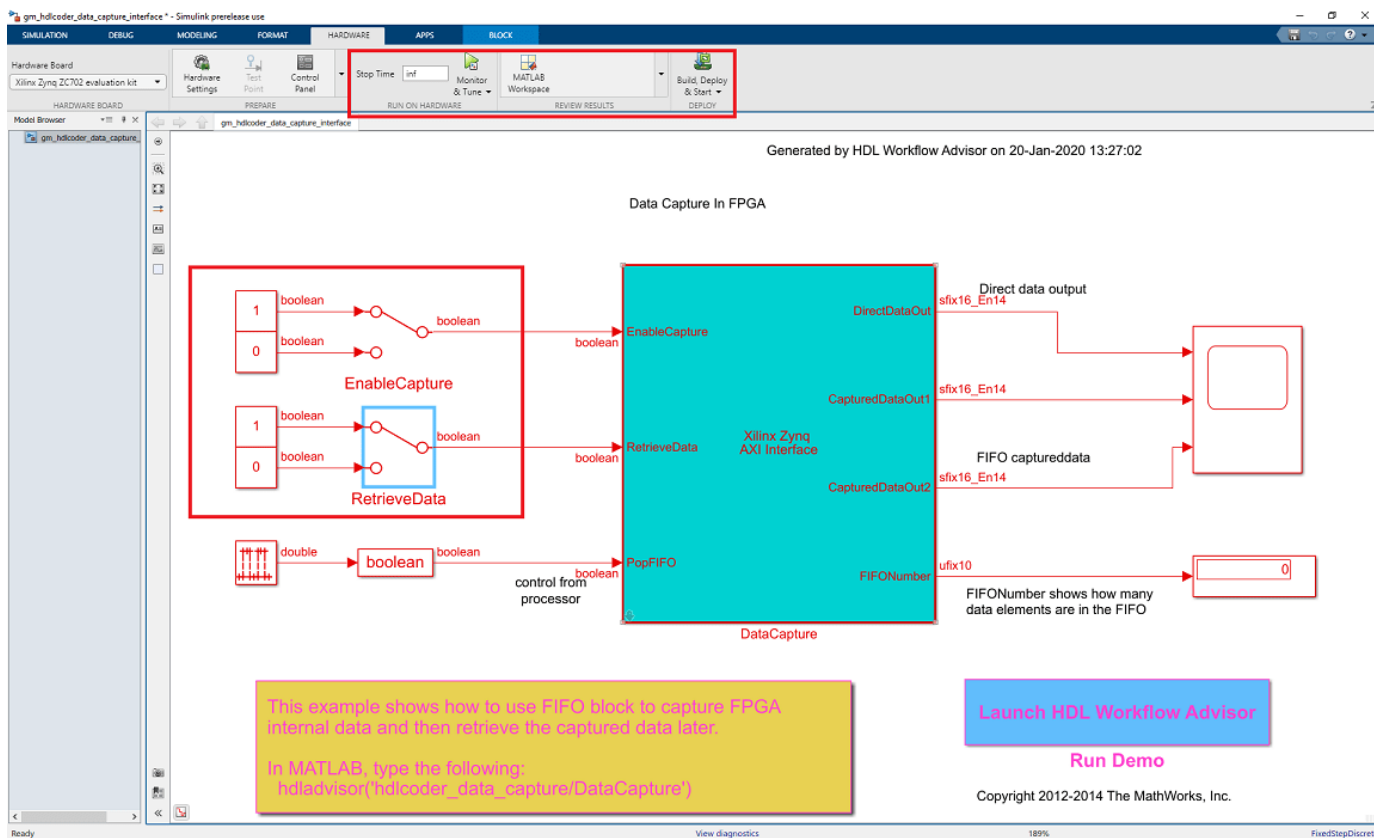 gm_hdlcoder_data_capture_interface * - Simulink prerelease use
SIMULATION DEBUG MODELING FORMAT HARDWARE APPS BLOCK
Hardware Board
Xilinx Zynq ZC702 evaluation kit
Hardware Settings
Test Point
Control Panel
Stop Time inf
Monitor & Tune
MATLAB Workspace
Build, Deploy & Start
HARDWARE BOARD PREPARE RUN ON HARDWARE REVIEW RESULTS DEPLOY
Model Browser
gm_hdlcoder_data_capture_interface
gm_hdlcoder_data_capture_
Generated by HDL Workflow Advisor on 20-Jan-2020 13:27:02
Data Capture In FPGA
1 boolean
0 boolean
boolean
boolean
EnableCapture
1 boolean
0 boolean
boolean
boolean
RetrieveData
double
boolean
boolean
boolean
control from
processor
EnableCapture
RetrieveData
PopFIFO
Xilinx Zynq
AXI Interface
DirectDataOut
CapturedDataOut1
CapturedDataOut2
FIFONumber
DataCapture
Direct data output
sfix16_En14
sfix16_En14
FIFO captureddata
sfix16_En14
ufix10
0
FIFONumber shows how many
data elements are in the FIFO
This example shows how to use FIFO block to capture FPGA
internal data and then retrieve the captured data later.
In MATLAB, type the following:
hdladvisor('hdlcoder_data_capture/DataCapture')
Launch HDL Workflow Advisor
Run Demo
Copyright 2012-2014 The MathWorks, Inc.
Ready View diagnostics 189% FixedStepDiscret